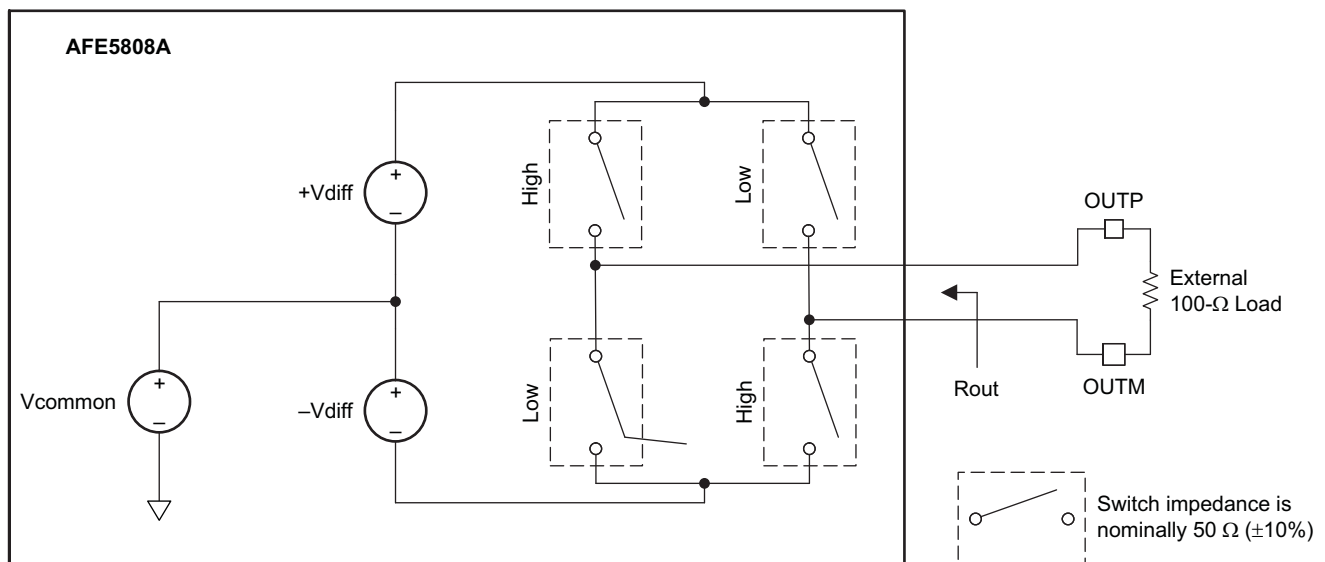 AFE5808A
High
Low
+Vdiff
OUTP
External
100-Ω Load
Low
High
Rout
OUTM
Vcommon
–Vdiff
Switch impedance is
nominally 50 Ω (±10%)
+
–
+
–
+
–